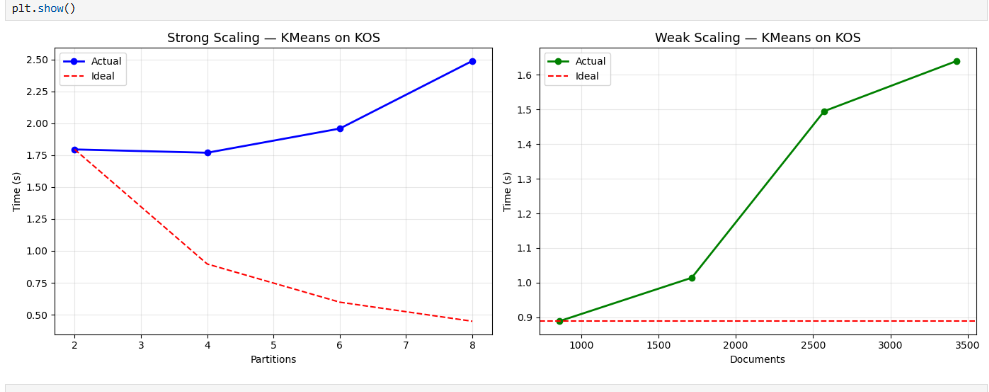 plt.show()
Strong Scaling — KMeans on KOS
Actual
Ideal
2.50
2.25
2.00
1.75
1.50
1.25
1.00
0.75
0.50
Time (s)
2 3 4 5 6 7 8
Partitions
Weak Scaling — KMeans on KOS
Actual
Ideal
1.6
1.5
1.4
1.3
1.2
1.1
1.0
0.9
Time (s)
1000 1500 2000 2500 3000 3500
Documents